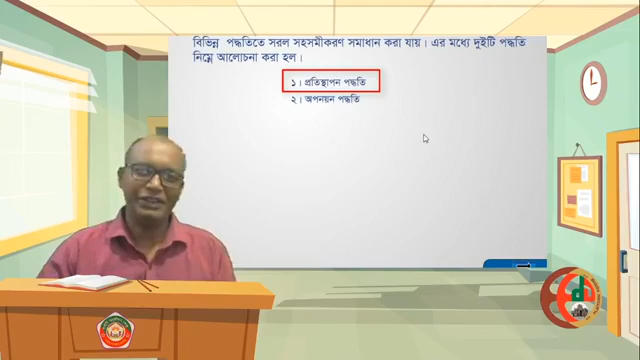 বিভিন্ন পদ্ধতিতে সরল সহসমীকরণ সমাধান করা যায়। এর মধ্যে দুইটি পদ্ধতি
নিম্নে আলোচনা করা হল।
১। প্রতিস্থাপন পদ্ধতি
২। অপনয়ন পদ্ধতি